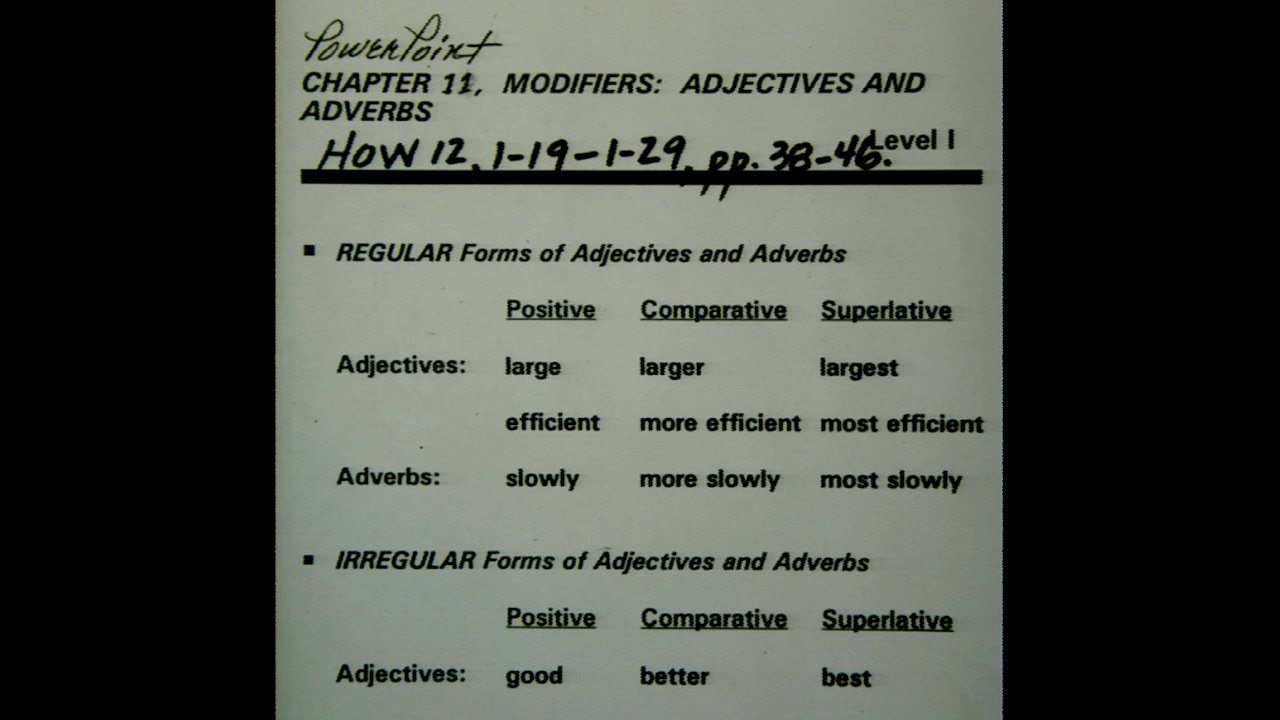 PowerPoint
CHAPTER 11, MODIFIERS: ADJECTIVES AND
ADVERBS
Level I
HOW 12, 1-19-1-29, pp. 38-46.
▪ REGULAR Forms of Adjectives and Adverbs
Positive Comparative Superlative
Adjectives: large larger largest
efficient more efficient most efficient
Adverbs: slowly more slowly most slowly
▪ IRREGULAR Forms of Adjectives and Adverbs
Positive Comparative Superlative
Adjectives: good better best